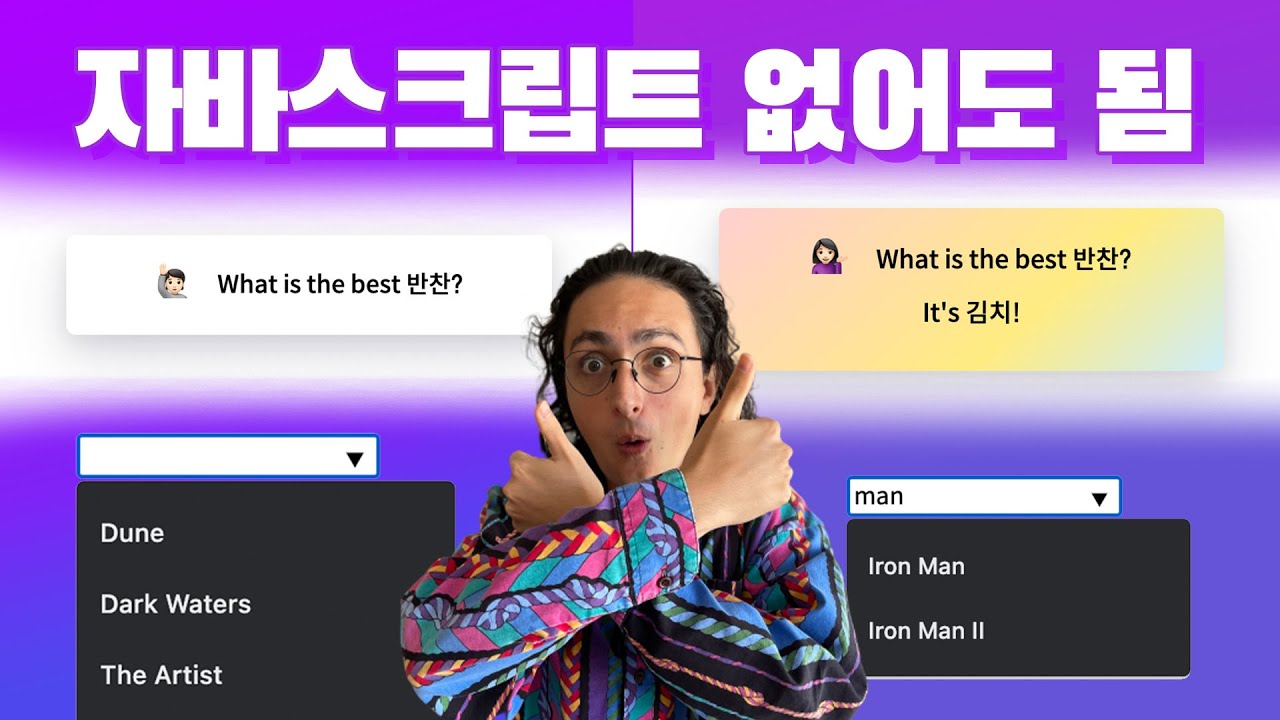 자바스크립트 없어도 됨
What is the best 반찬?
What is the best 반찬?
It's 김치!
Dune
Dark Waters
The Artist
man
Iron Man
Iron Man II